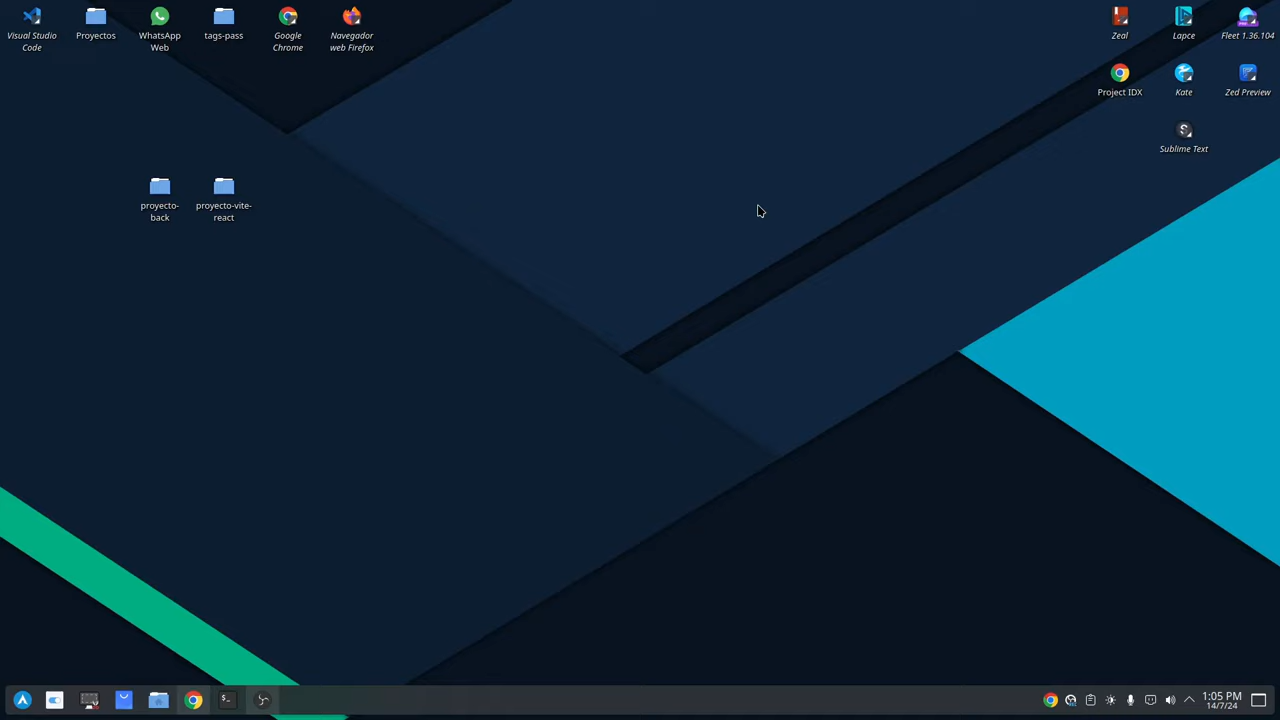 Visual Studio
Code
Proyectos
WhatsApp
Web
tags-pass
Google
Chrome
Navegador
web Firefox
Zeal
Lapce
Fleet 1.36.104
Project IDX
Kate
Zed Preview
Sublime Text
proyecto-
back
proyecto-vite-
react
1:05 PM
14/7/24